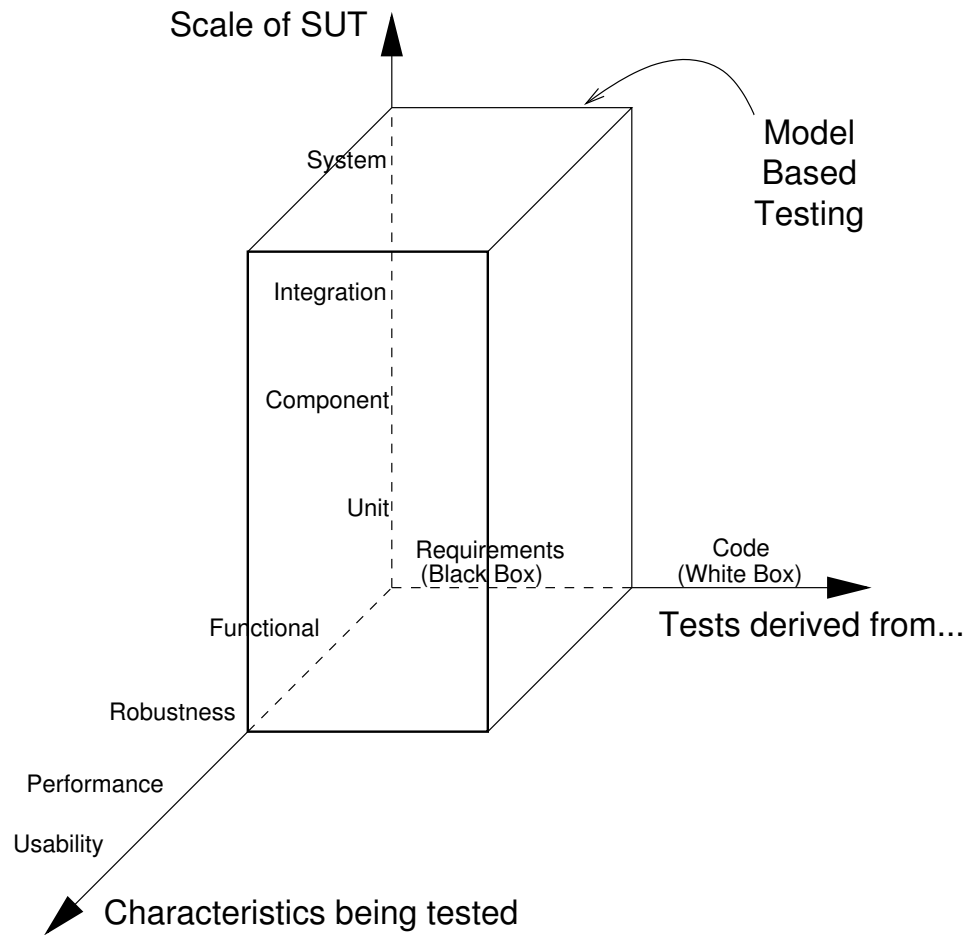 Scale of SUT
Model
Based
Testing
System
Integration
Component
Unit
Requirements
(Black Box)
Code
(White Box)
Tests derived from...
Functional
Robustness
Performance
Usability
Characteristics being tested